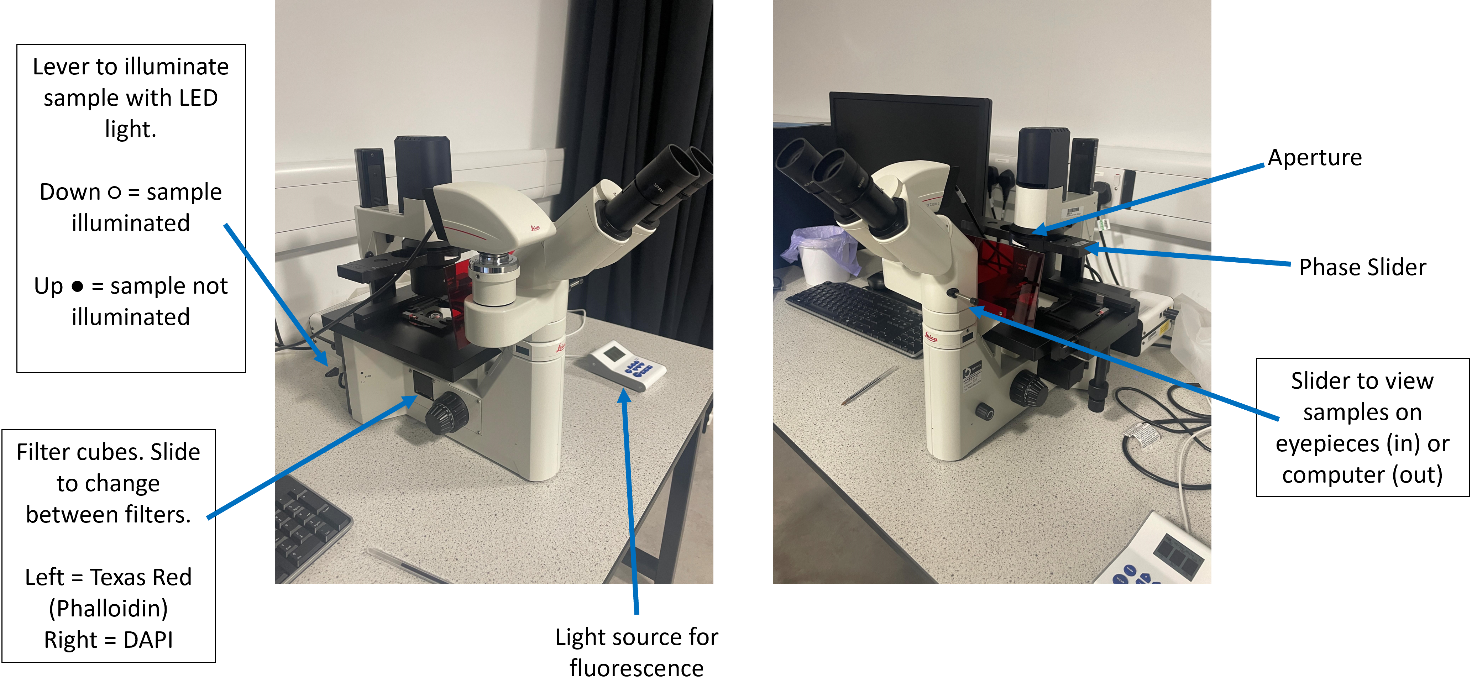 Lever to illuminate
sample with LED
light.
Down ○ = sample
illuminated
Up ● = sample not
illuminated
Filter cubes. Slide
to change
between filters.
Left = Texas Red
(Phalloidin)
Right = DAPI
Light source for
fluorescence
Aperture
Phase Slider
Slider to view
samples on
eyepieces (in) or
computer (out)
Leica
Leica